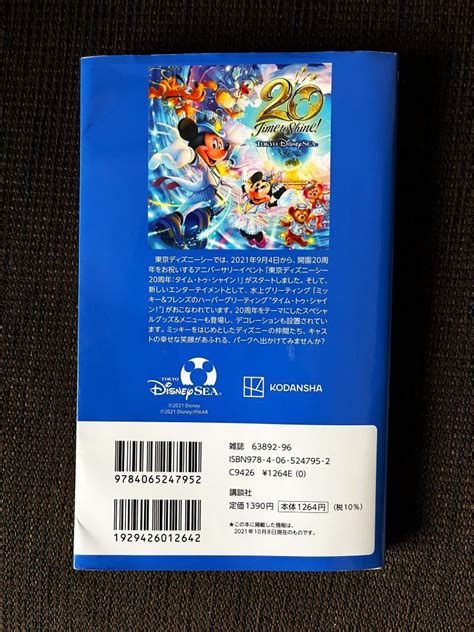 20
Time to Shine!
TOKYO DisneySEA
東京ディズニーシーでは、2021年9月4日から、開園20周
年をお祝いするアニバーサリーイベント「東京ディズニーシー
20周年:タイム・トゥ・シャイン!」がスタートしました。そして、
新しいエンターテイメントとして、水上グリーティング「ミッ
キー&フレンズのハーバーグリーティング“タイム・トゥ・シャ
イン!”」がおこなわれています。20周年をテーマにしたスペシャ
ルグッズ&メニューも登場し、デコレーションも設置されてい
ます。ミッキーをはじめとしたディズニーの仲間たち、キャスト
の幸せな笑顔があふれる、パークへ出かけてみませんか?
TOKYO
DisneySEA
KODANSHA
©2021 Disney
©2021 Disney/PIXAR
9784065247952
1929426012642
雑誌 63892-96
ISBN978-4-06-524795-2
C9426 ¥1264E (0)
講談社
定価1390円 本体1264円 (税10%)
★この本に掲載した情報は、
2021年10月8日現在のものです。